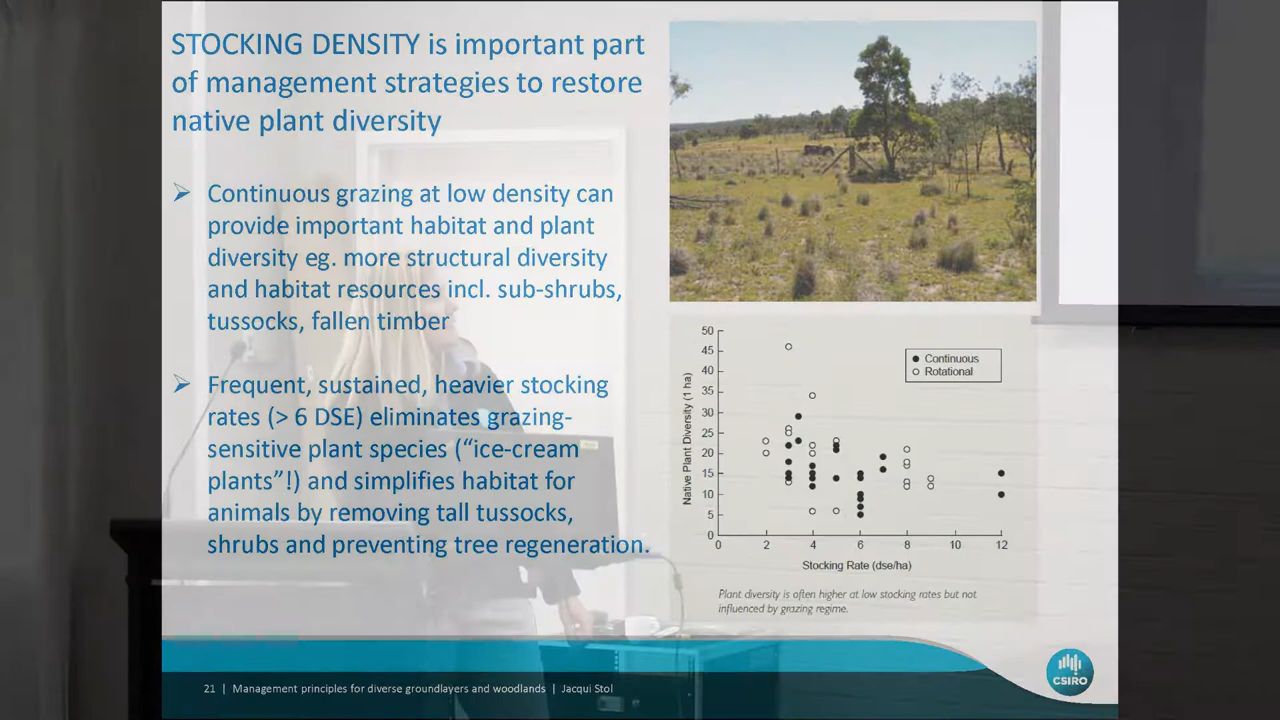 STOCKING DENSITY is important part
of management strategies to restore
native plant diversity
➢ Continuous grazing at low density can
provide important habitat and plant
diversity eg. more structural diversity
and habitat resources incl. sub-shrubs,
tussocks, fallen timber
➢ Frequent, sustained, heavier stocking
rates (> 6 DSE) eliminates grazing-
sensitive plant species (“ice-cream
plants”!) and simplifies habitat for
animals by removing tall tussocks,
shrubs and preventing tree regeneration.
Native Plant Diversity (1 ha)
50
45
40
35
30
25
20
15
10
5
0
Continuous
Rotational
0 2 4 6 8 10 12
Stocking Rate (dse/ha)
Plant diversity is often higher at low stocking rates but not
influenced by grazing regime.
21 | Management principles for diverse groundlayers and woodlands | Jacqui Stol
CSIRO